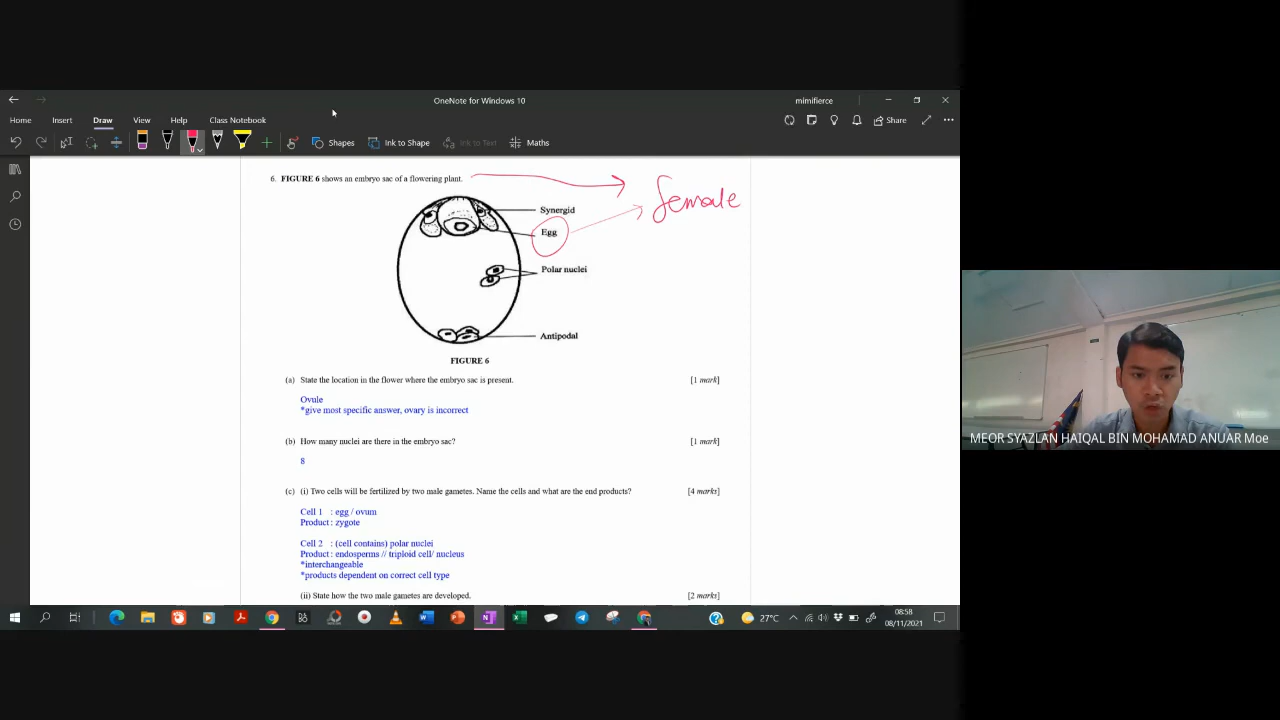 OneNote for Windows 10
mimifierce
Home
Insert
Draw
View
Help
Class Notebook
Share
Shapes
Ink to Shape
Ink to Text
Maths
6. FIGURE 6 shows an embryo sac of a flowering plant.
female
Synergid
Egg
Polar nuclei
Antipodal
FIGURE 6
(a) State the location in the flower where the embryo sac is present. [1 mark]
Ovule
*give most specific answer, ovary is incorrect
(b) How many nuclei are there in the embryo sac? [1 mark]
8
(c) (i) Two cells will be fertilized by two male gametes. Name the cells and what are the end products? [4 marks]
Cell 1 : egg / ovum
Product : zygote
Cell 2 : (cell contains) polar nuclei
Product : endosperms // triploid cell/ nucleus
*interchangeable
*products dependent on correct cell type
(ii) State how the two male gametes are developed. [2 marks]
MEOR SYAZLAN HAIQAL BIN MOHAMAD ANUAR Moe
27°C
08:58
08/11/2021